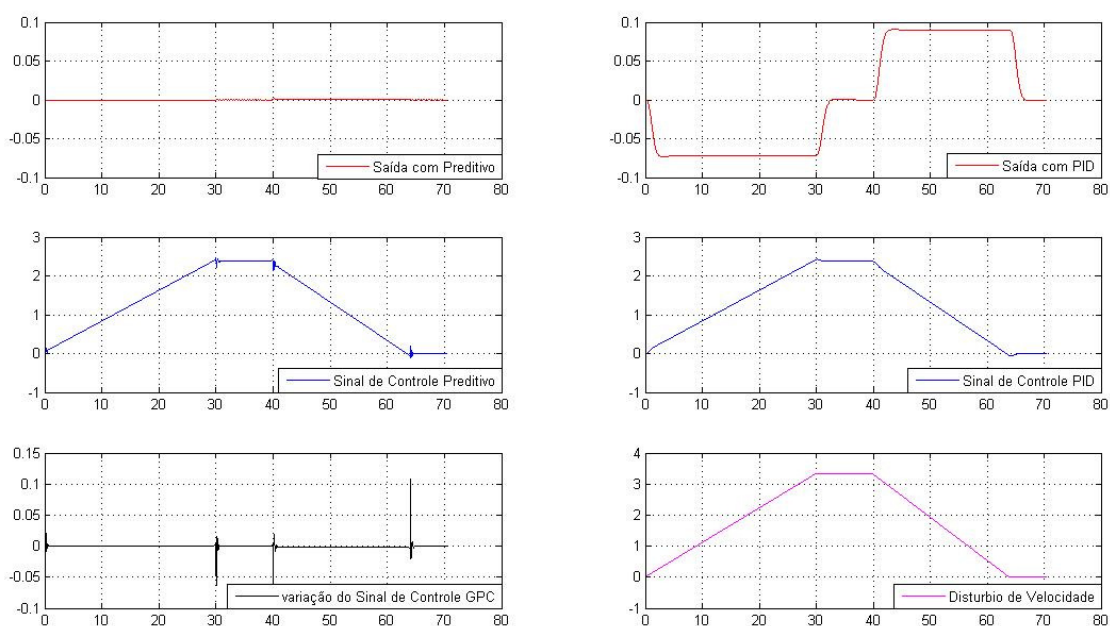 0.1
0.05
0
-0.05
-0.1
Saída com Preditivo
0 10 20 30 40 50 60 70 80
0.1
0.05
0
-0.05
-0.1
Saída com PID
0 10 20 30 40 50 60 70 80
3
2
1
0
-1
Sinal de Controle Preditivo
0 10 20 30 40 50 60 70 80
3
2
1
0
-1
Sinal de Controle PID
0 10 20 30 40 50 60 70 80
0.15
0.1
0.05
0
-0.05
-0.1
variação do Sinal de Controle GPC
0 10 20 30 40 50 60 70 80
4
3
2
1
0
-1
Disturbio de Velocidade
0 10 20 30 40 50 60 70 80